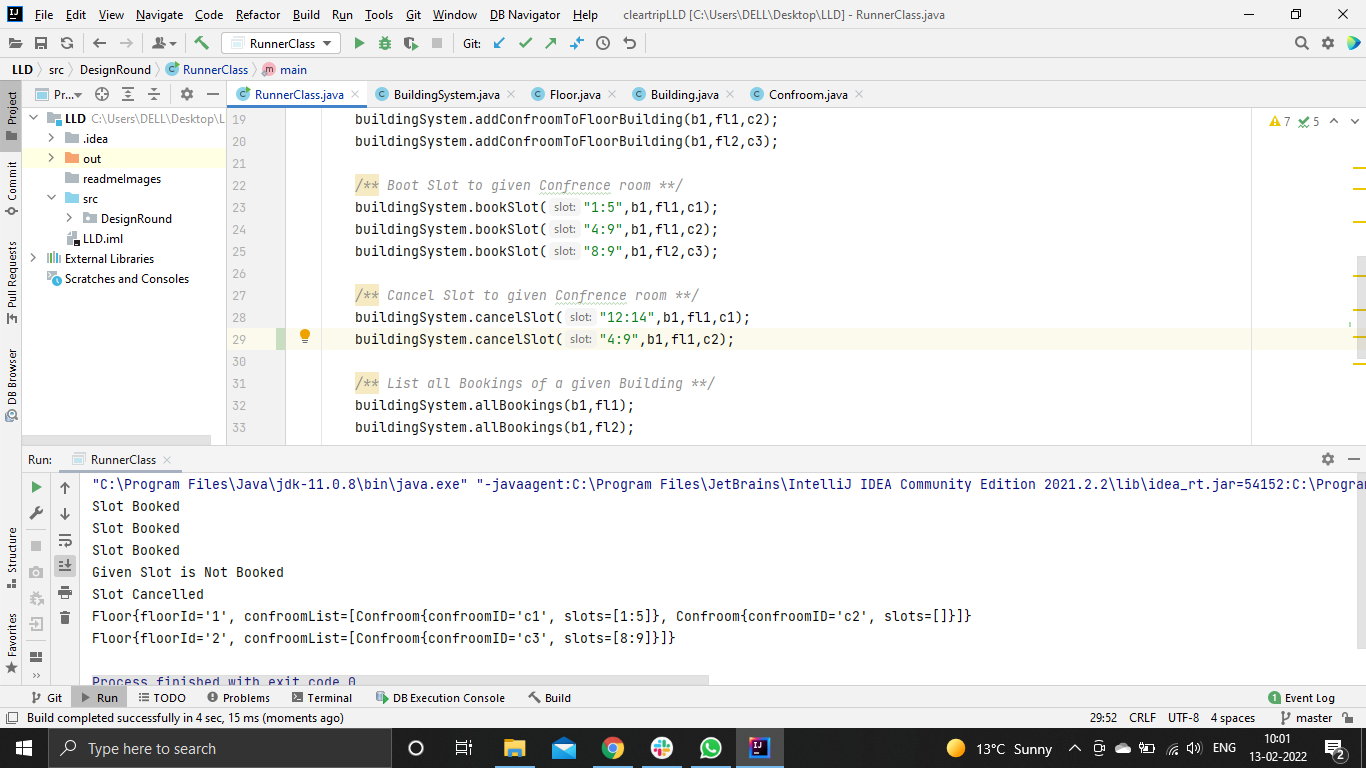 File Edit View Navigate Code Refactor Build Run Tools Git Window DB Navigator Help cleartripLLD [C:\Users\DELL\Desktop\LLD] - RunnerClass.java
RunnerClass Git:
LLD src DesignRound RunnerClass main
Project Pr... RunnerClass.java BuildingSystem.java Floor.java Building.java Confroom.java
LLD C:\Users\DELL\Desktop\L
.idea
out
readmeImages
src
DesignRound
LLD.iml
External Libraries
Scratches and Consoles
Commit
Pull Requests
DB Browser
19 buildingSystem.addConfroomToFloorBuilding(b1,fl1,c2);
7 5
20 buildingSystem.addConfroomToFloorBuilding(b1,fl2,c3);
21
22 /** Boot Slot to given Confrence room **/
23 buildingSystem.bookSlot( slot: "1:5",b1,fl1,c1);
24 buildingSystem.bookSlot( slot: "4:9",b1,fl1,c2);
25 buildingSystem.bookSlot( slot: "8:9",b1,fl2,c3);
26
27 /** Cancel Slot to given Confrence room **/
28 buildingSystem.cancelSlot( slot: "12:14",b1,fl1,c1);
29 buildingSystem.cancelSlot( slot: "4:9",b1,fl1,c2);
30
31 /** List all Bookings of a given Building **/
32 buildingSystem.allBookings(b1,fl1);
33 buildingSystem.allBookings(b1,fl2);
Run: RunnerClass
"C:\Program Files\Java\jdk-11.0.8\bin\java.exe" "-javaagent:C:\Program Files\JetBrains\IntelliJ IDEA Community Edition 2021.2.2\lib\idea_rt.jar=54152:C:\Program
Slot Booked
Slot Booked
Slot Booked
Given Slot is Not Booked
Slot Cancelled
Floor{floorId='1', confroomList=[Confroom{confroomID='c1', slots=[1:5]}, Confroom{confroomID='c2', slots=[]}]}
Floor{floorId='2', confroomList=[Confroom{confroomID='c3', slots=[8:9]}]}
Process finished with exit code 0
Structure
Favorites
Git Run TODO Problems Terminal DB Execution Console Build 1 Event Log
Build completed successfully in 4 sec, 15 ms (moments ago) 29:52 CRLF UTF-8 4 spaces master
Type here to search 13°C Sunny ENG 10:01
13-02-2022 2